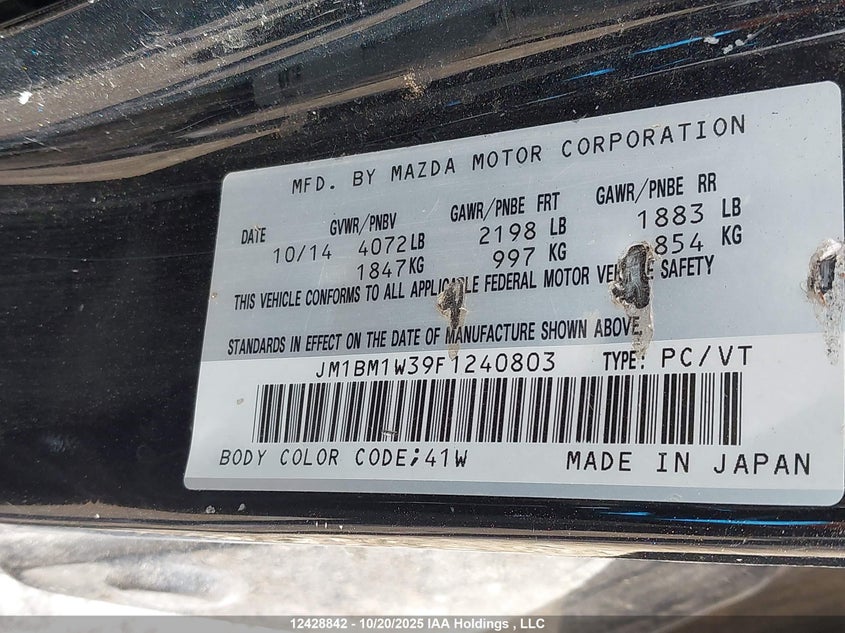 MFD. BY MAZDA MOTOR CORPORATION
DATE GVWR/PNBV GAWR/PNBE FRT GAWR/PNBE RR
10/14 4072LB 2198 LB 1883 LB
1847KG 997 KG 854 KG
THIS VEHICLE CONFORMS TO ALL APPLICABLE FEDERAL MOTOR VEHICLE SAFETY
STANDARDS IN EFFECT ON THE DATE OF MANUFACTURE SHOWN ABOVE.
JM1BM1W39F1240803 TYPE: PC/VT
BODY COLOR CODE;41W MADE IN JAPAN
12428842 - 10/20/2025 IAA Holdings , LLC